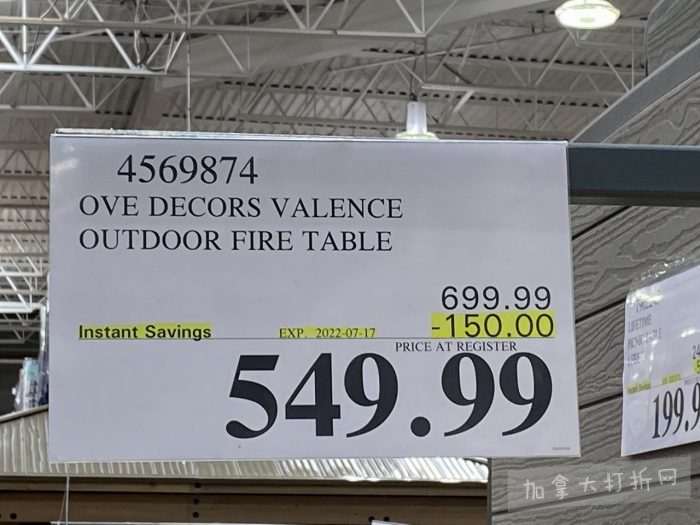 4569874
OVE DECORS VALENCE
OUTDOOR FIRE TABLE
699.99
Instant Savings EXP. 2022-07-17 -150.00
PRICE AT REGISTER
549.99
LIFETIME
199.9
加拿大打折网